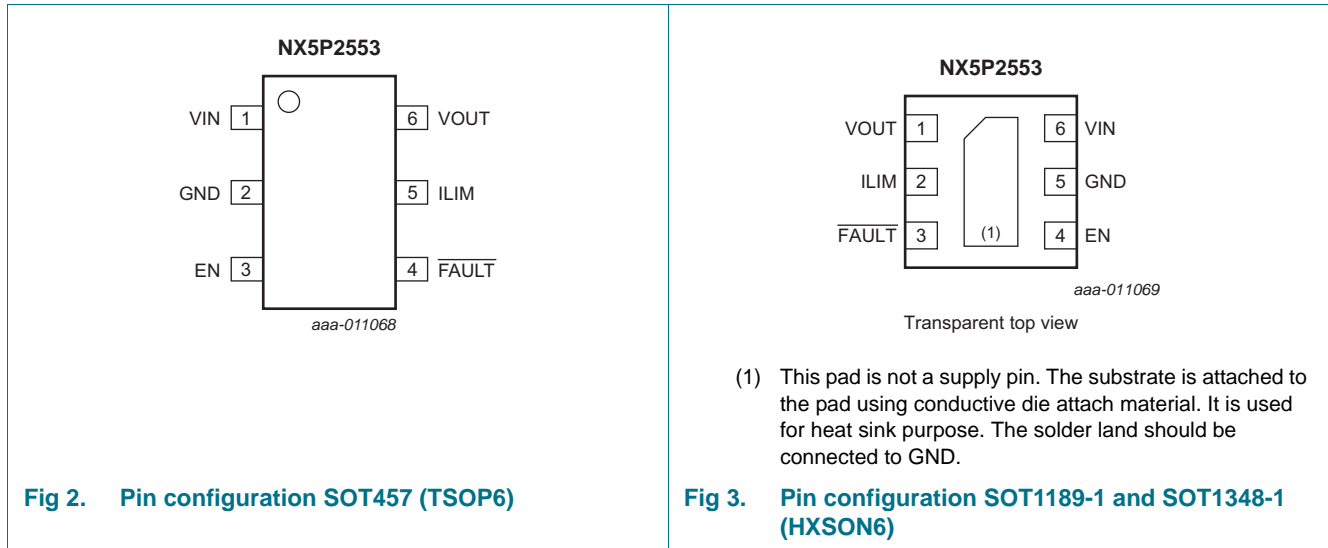 NX5P2553
VIN 1
6 VOUT
GND 2
5 ILIM
EN 3
4 FAULT
aaa-011068
Fig 2. Pin configuration SOT457 (TSOP6)
NX5P2553
VOUT 1
6 VIN
ILIM 2
5 GND
FAULT 3
(1)
4 EN
aaa-011069
Transparent top view
(1) This pad is not a supply pin. The substrate is attached to
the pad using conductive die attach material. It is used
for heat sink purpose. The solder land should be
connected to GND.
Fig 3. Pin configuration SOT1189-1 and SOT1348-1
(HXSON6)